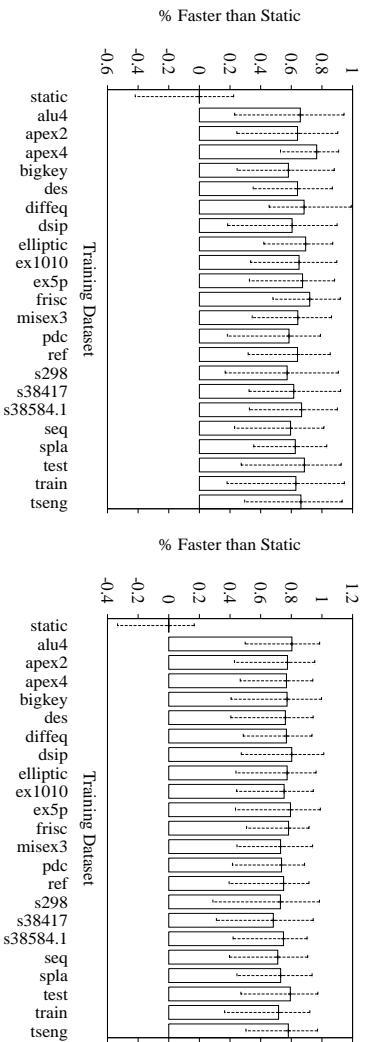 % Faster than Static
-0.6
-0.4
-0.2
0
0.2
0.4
0.6
0.8
1
static
alu4
apex2
apex4
bigkey
des
diffeq
dsip
elliptic
ex1010
ex5p
frisc
misex3
pdc
ref
s298
s38417
s38584.1
seq
spla
test
train
tseng
Training Dataset
% Faster than Static
-0.4
-0.2
0
0.2
0.4
0.6
0.8
1
1.2
static
alu4
apex2
apex4
bigkey
des
diffeq
dsip
elliptic
ex1010
ex5p
frisc
misex3
pdc
ref
s298
s38417
s38584.1
seq
spla
test
train
tseng
Training Dataset